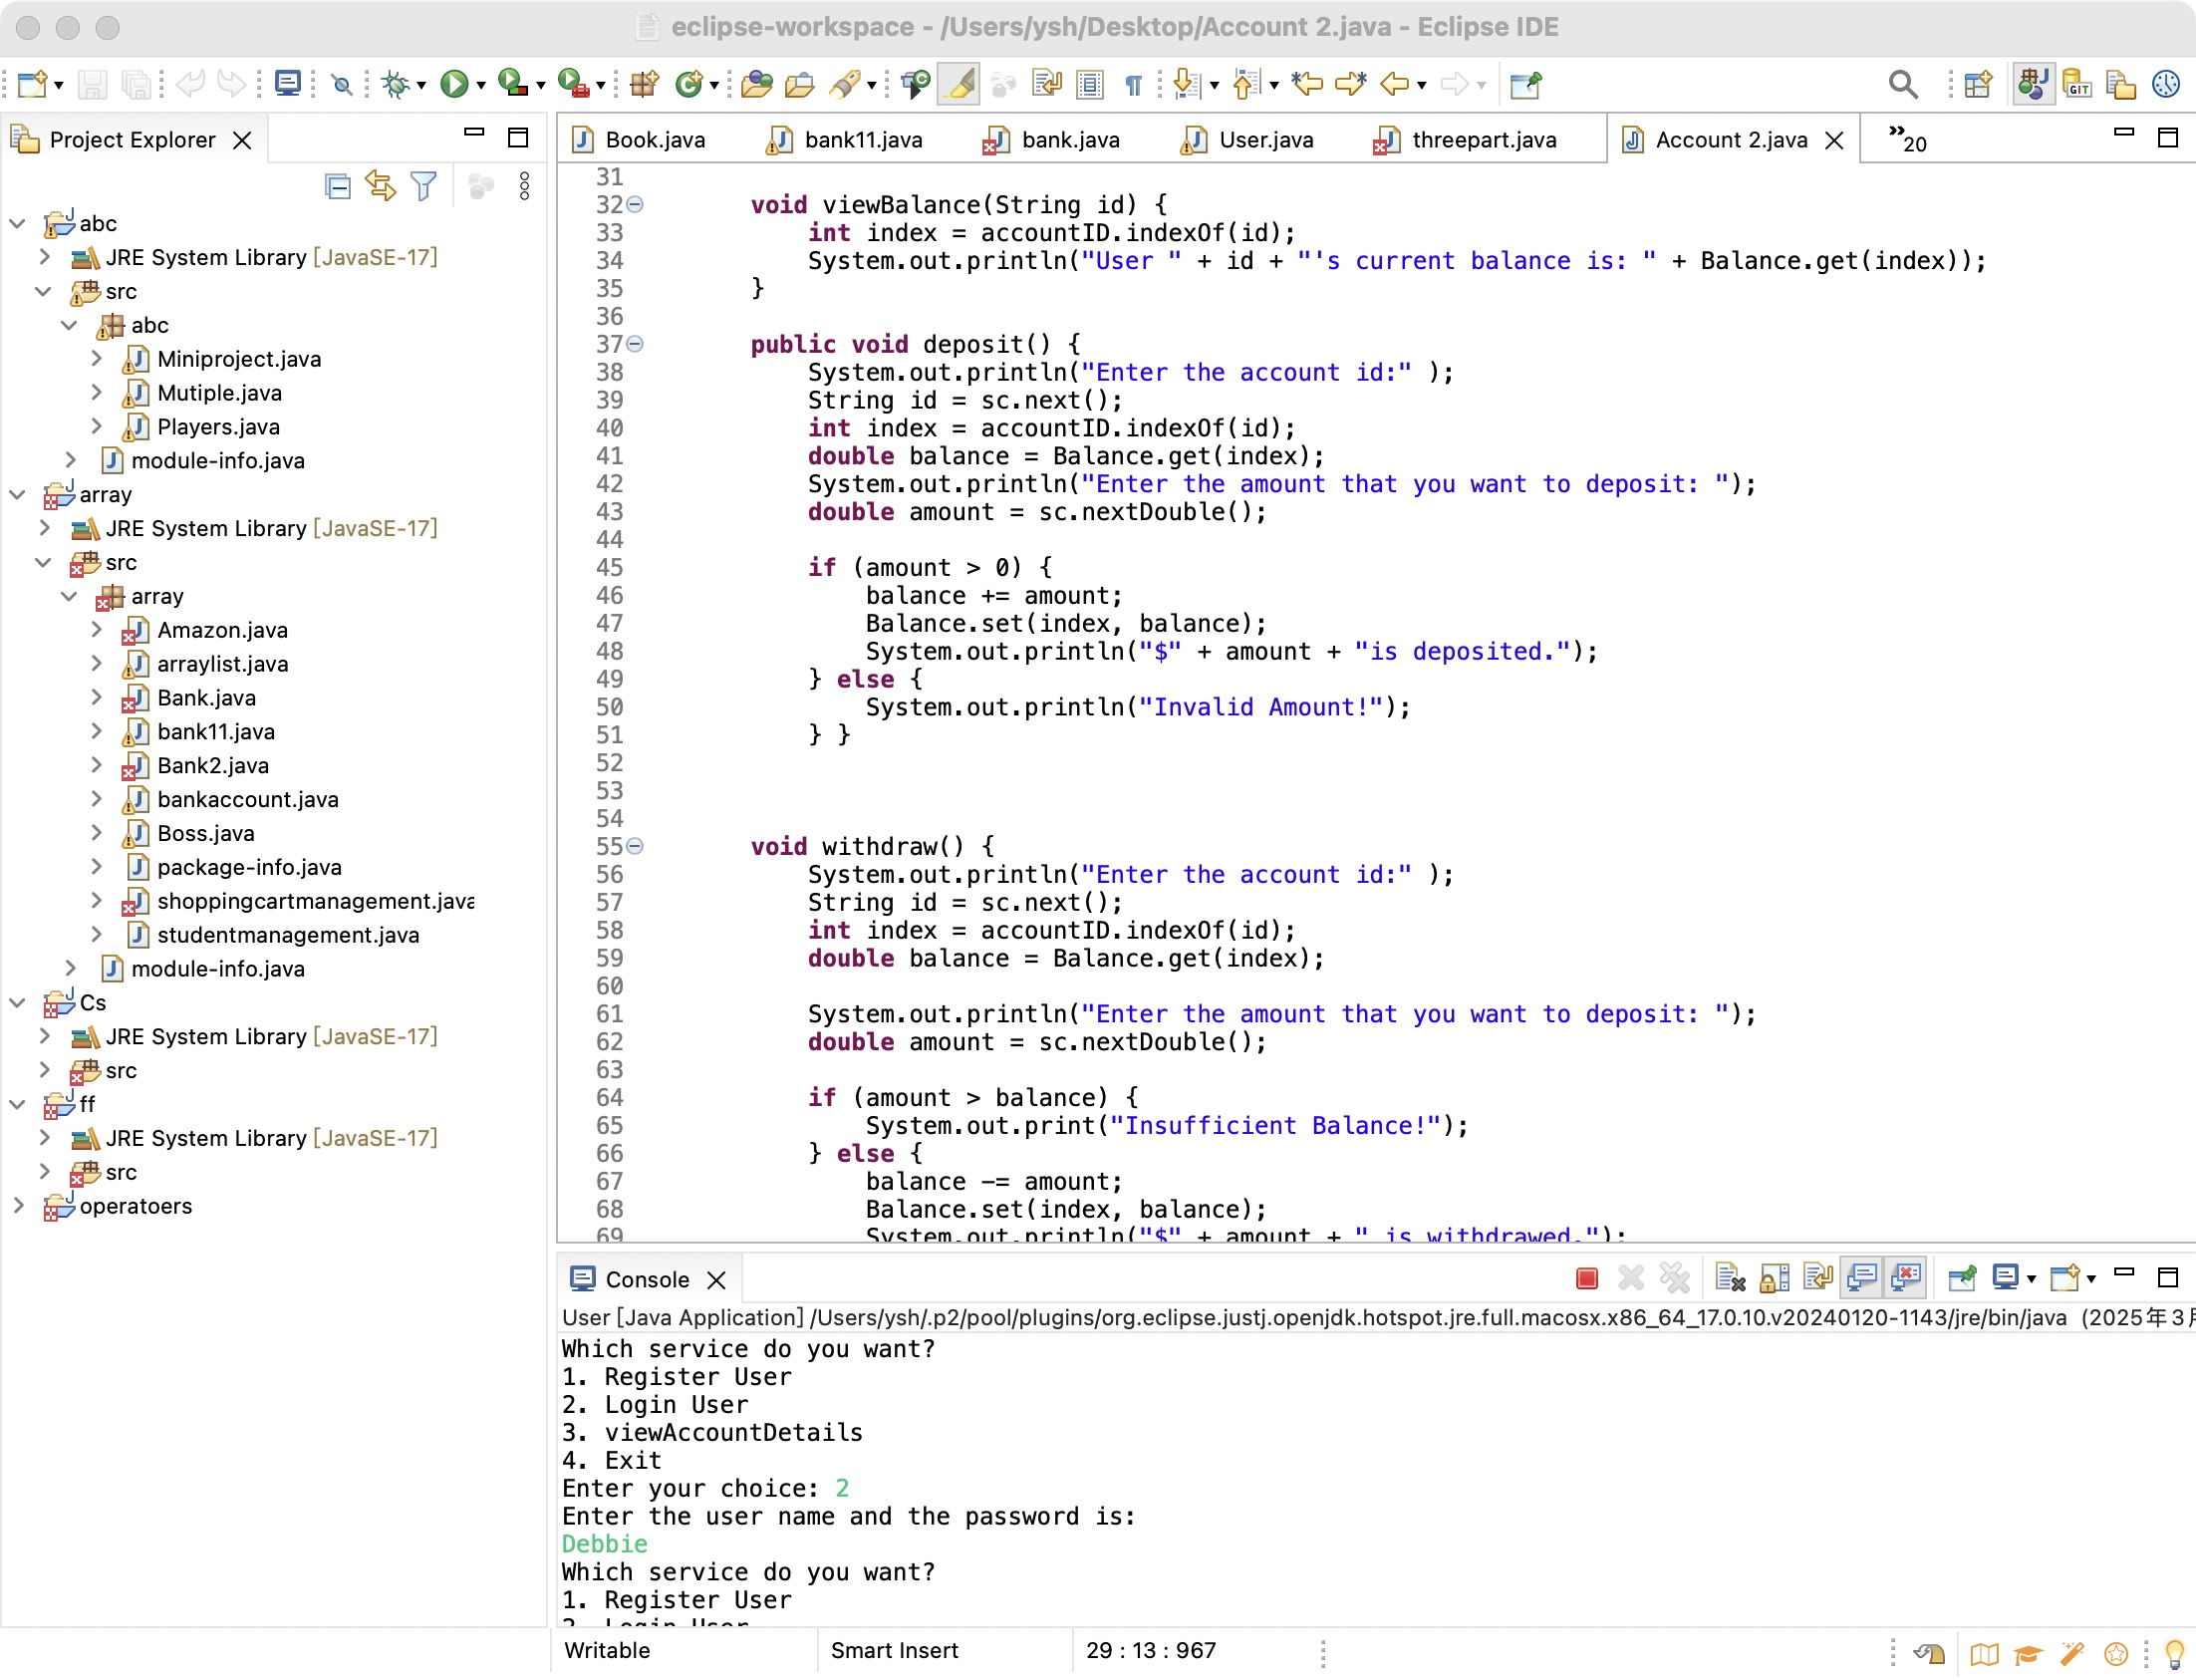 eclipse-workspace - /Users/ysh/Desktop/Account 2.java - Eclipse IDE
Project Explorer
abc
JRE System Library [JavaSE-17]
src
abc
Miniproject.java
Mutiple.java
Players.java
module-info.java
array
JRE System Library [JavaSE-17]
src
array
Amazon.java
arraylist.java
Bank.java
bank11.java
Bank2.java
bankaccount.java
Boss.java
package-info.java
shoppingcartmanagement.java
studentmanagement.java
module-info.java
Cs
JRE System Library [JavaSE-17]
src
ff
JRE System Library [JavaSE-17]
src
operatoers
Book.java bank11.java bank.java User.java threepart.java Account 2.java »20
31
32 void viewBalance(String id) {
33 int index = accountID.indexOf(id);
34 System.out.println("User " + id + "'s current balance is: " + Balance.get(index));
35 }
36
37 public void deposit() {
38 System.out.println("Enter the account id:" );
39 String id = sc.next();
40 int index = accountID.indexOf(id);
41 double balance = Balance.get(index);
42 System.out.println("Enter the amount that you want to deposit: ");
43 double amount = sc.nextDouble();
44
45 if (amount > 0) {
46 balance += amount;
47 Balance.set(index, balance);
48 System.out.println("$" + amount + "is deposited.");
49 } else {
50 System.out.println("Invalid Amount!");
51 } }
52
53
54
55 void withdraw() {
56 System.out.println("Enter the account id:" );
57 String id = sc.next();
58 int index = accountID.indexOf(id);
59 double balance = Balance.get(index);
60
61 System.out.println("Enter the amount that you want to deposit: ");
62 double amount = sc.nextDouble();
63
64 if (amount > balance) {
65 System.out.print("Insufficient Balance!");
66 } else {
67 balance -= amount;
68 Balance.set(index, balance);
69 System.out.println("$" + amount + " is withdrawed.");
Console
User [Java Application] /Users/ysh/.p2/pool/plugins/org.eclipse.justj.openjdk.hotspot.jre.full.macosx.x86_64_17.0.10.v20240120-1143/jre/bin/java (2025年3月
Which service do you want?
1. Register User
2. Login User
3. viewAccountDetails
4. Exit
Enter your choice: 2
Enter the user name and the password is:
Debbie
Which service do you want?
1. Register User
2. Login User
Writable Smart Insert 29 : 13 : 967